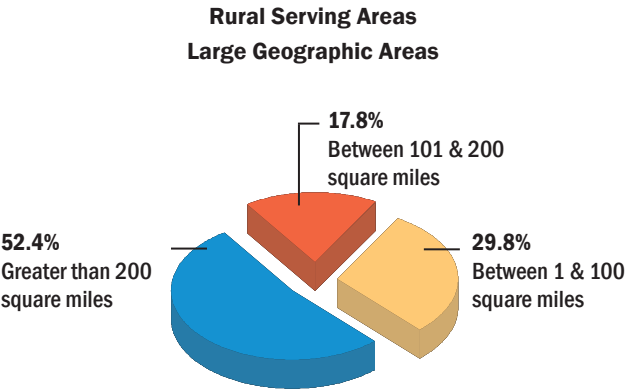 Rural Serving Areas
Large Geographic Areas
17.8%
Between 101 & 200
square miles
52.4%
Greater than 200
square miles
29.8%
Between 1 & 100
square miles